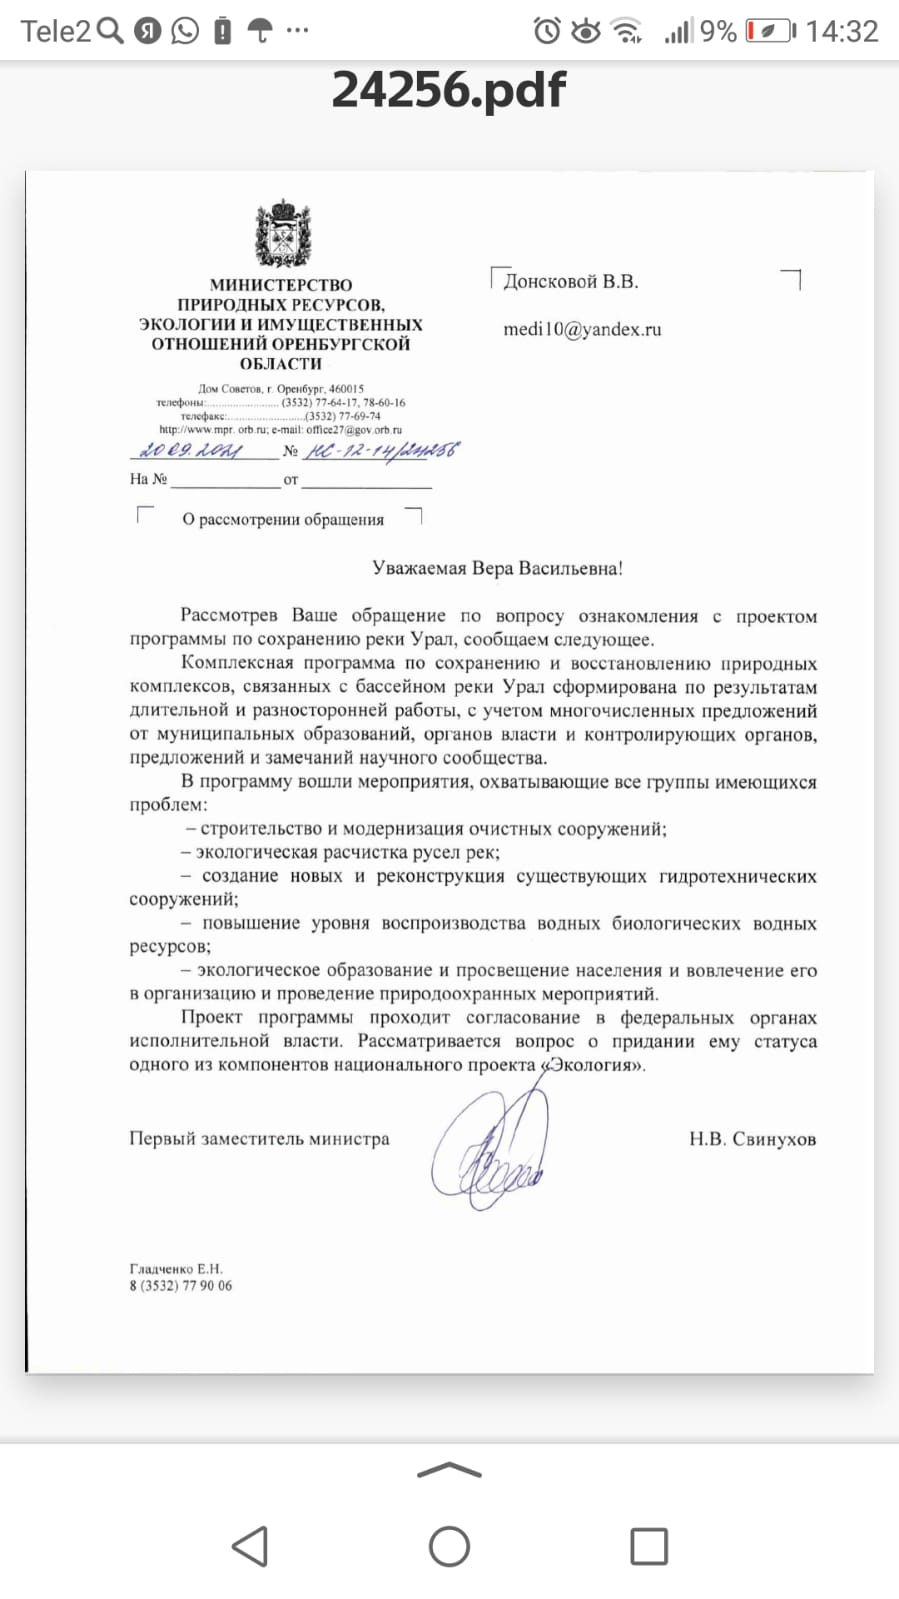 Tele2
9%
14:32
24256.pdf
МИНИСТЕРСТВО
ПРИРОДНЫХ РЕСУРСОВ,
ЭКОЛОГИИ И ИМУЩЕСТВЕННЫХ
ОТНОШЕНИЙ ОРЕНБУРГСКОЙ
ОБЛАСТИ
Дом Советов, г. Оренбург, 460015
телефоны:........................ (3532) 77-64-17, 78-60-16
телефакс:..........................(3532) 77-69-74
http://www.mpr. orb.ru; e-mail: office27@gov.orb.ru
20.09.2021 № НС-12-14/24256
На № ____________ от ______________
О рассмотрении обращения
Донсковой В.В.
medi10@yandex.ru
Уважаемая Вера Васильевна!
Рассмотрев Ваше обращение по вопросу ознакомления с проектом
программы по сохранению реки Урал, сообщаем следующее.
Комплексная программа по сохранению и восстановлению природных
комплексов, связанных с бассейном реки Урал сформирована по результатам
длительной и разносторонней работы, с учетом многочисленных предложений
от муниципальных образований, органов власти и контролирующих органов,
предложений и замечаний научного сообщества.
В программу вошли мероприятия, охватывающие все группы имеющихся
проблем:
– строительство и модернизация очистных сооружений;
– экологическая расчистка русел рек;
– создание новых и реконструкция существующих гидротехнических
сооружений;
– повышение уровня воспроизводства водных биологических водных
ресурсов;
– экологическое образование и просвещение населения и вовлечение его
в организацию и проведение природоохранных мероприятий.
Проект программы проходит согласование в федеральных органах
исполнительной власти. Рассматривается вопрос о придании ему статуса
одного из компонентов национального проекта «Экология».
Первый заместитель министра
Н.В. Свинухов
Гладченко Е.Н.
8 (3532) 77 90 06